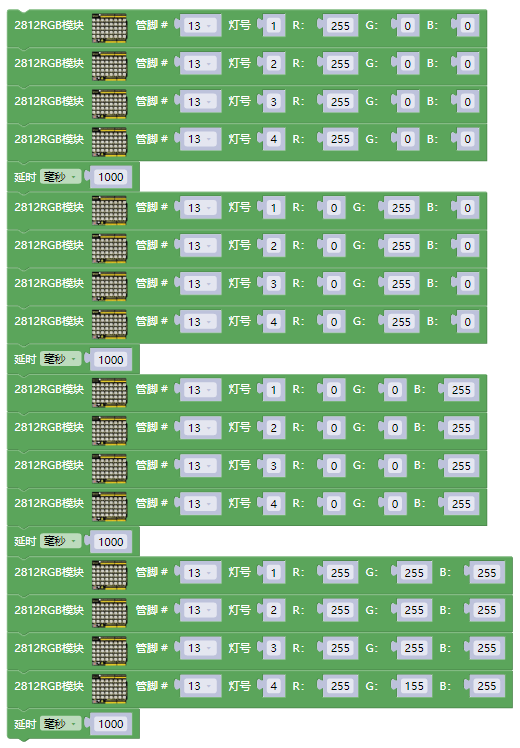 2812RGB模块 管脚 # 13 灯号 1 R: 255 G: 0 B: 0
2812RGB模块 管脚 # 13 灯号 2 R: 255 G: 0 B: 0
2812RGB模块 管脚 # 13 灯号 3 R: 255 G: 0 B: 0
2812RGB模块 管脚 # 13 灯号 4 R: 255 G: 0 B: 0
延时 毫秒 1000
2812RGB模块 管脚 # 13 灯号 1 R: 0 G: 255 B: 0
2812RGB模块 管脚 # 13 灯号 2 R: 0 G: 255 B: 0
2812RGB模块 管脚 # 13 灯号 3 R: 0 G: 255 B: 0
2812RGB模块 管脚 # 13 灯号 4 R: 0 G: 255 B: 0
延时 毫秒 1000
2812RGB模块 管脚 # 13 灯号 1 R: 0 G: 0 B: 255
2812RGB模块 管脚 # 13 灯号 2 R: 0 G: 0 B: 255
2812RGB模块 管脚 # 13 灯号 3 R: 0 G: 0 B: 255
2812RGB模块 管脚 # 13 灯号 4 R: 0 G: 0 B: 255
延时 毫秒 1000
2812RGB模块 管脚 # 13 灯号 1 R: 255 G: 255 B: 255
2812RGB模块 管脚 # 13 灯号 2 R: 255 G: 255 B: 255
2812RGB模块 管脚 # 13 灯号 3 R: 255 G: 255 B: 255
2812RGB模块 管脚 # 13 灯号 4 R: 255 G: 155 B: 255
延时 毫秒 1000